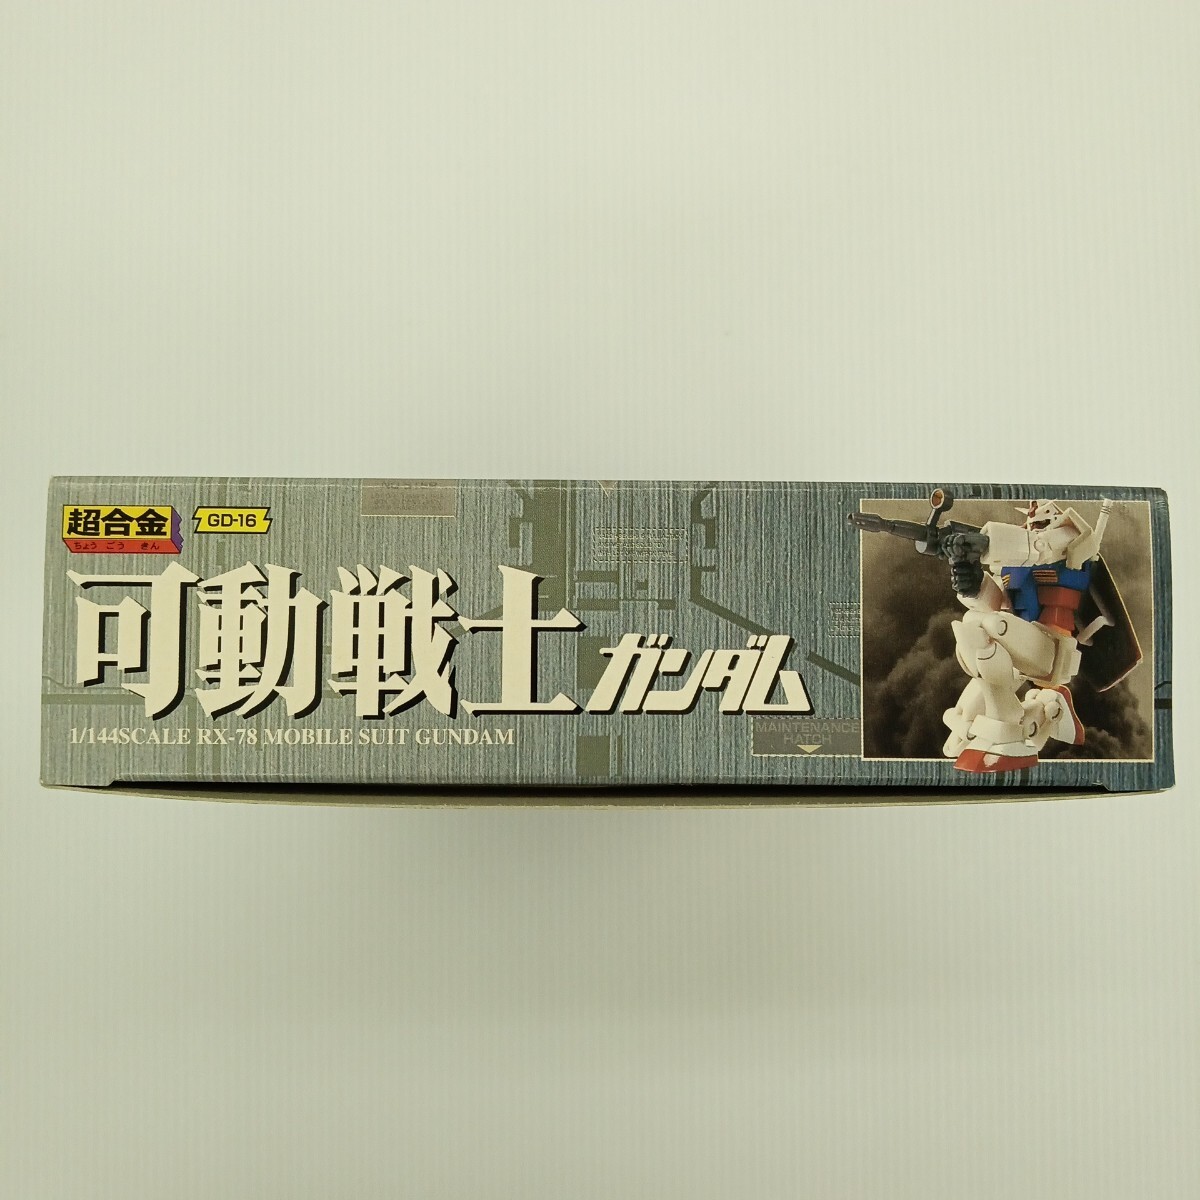 超合金
ちょう ごう きん
GD-16
可動戦士ガンダム
1/144SCALE RX-78 MOBILE SUIT GUNDAM
MAINTENANCE
HATCH